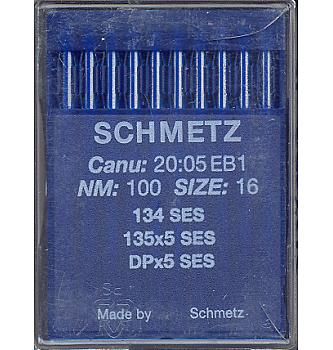 SCHMETZ
Canu: 20:05 EB1
NM: 100 SIZE: 16
134 SES
135x5 SES
DPx5 SES
Made by Schmetz